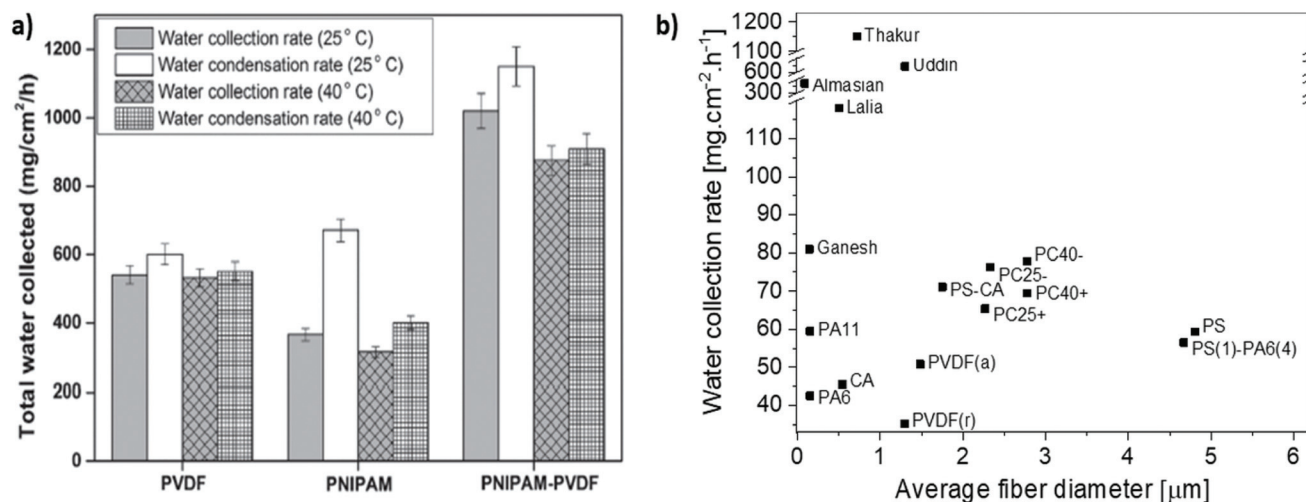 a)
Water collection rate (25° C)
Water condensation rate (25° C)
Water collection rate (40° C)
Water condensation rate (40° C)
Total water collected (mg/cm²/h)
1200
1000
800
600
400
200
0
PVDF
PNIPAM
PNIPAM-PVDF
b)
Water collection rate [mg.cm⁻².h⁻¹]
1200
1100
600
300
110
100
90
80
70
60
50
40
Thakur
Uddin
Almasian
Lalia
Ganesh
PC40-
PC25-
PS-CA
PC40+
PC25+
PA11
PS
PS(1)-PA6(4)
PVDF(a)
CA
PA6
PVDF(r)
0 1 2 3 4 5 6
Average fiber diameter [μm]